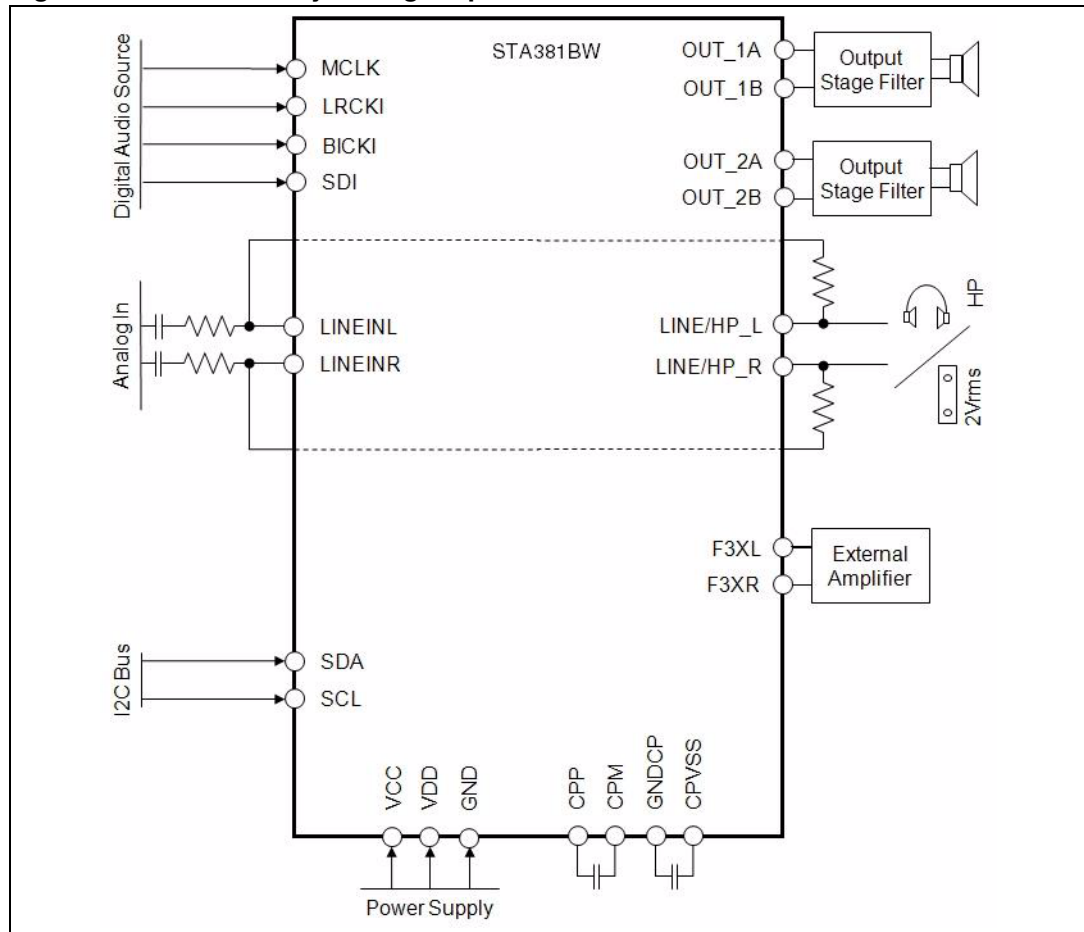 STA381BW
Digital Audio Source
MCLK
LRCKI
BICKI
SDI
OUT_1A
OUT_1B
Output
Stage Filter
OUT_2A
OUT_2B
Output
Stage Filter
Analog In
LINEINL
LINEINR
LINE/HP_L
LINE/HP_R
HP
2Vrms
F3XL
F3XR
External
Amplifier
I2C Bus
SDA
SCL
VCC
VDD
GND
CPP
CPM
GNDCP
CPVSS
Power Supply